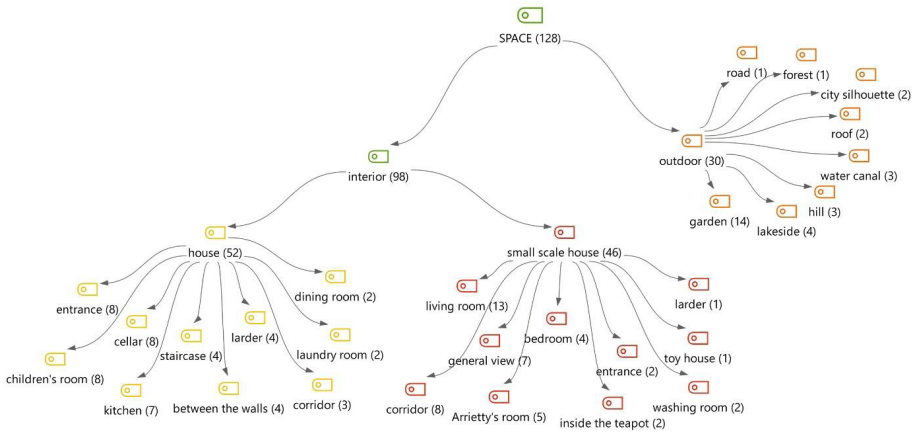 SPACE (128)
road (1)
forest (1)
city silhouette (2)
roof (2)
outdoor (30)
water canal (3)
interior (98)
hill (3)
garden (14)
lakeside (4)
house (52)
small scale house (46)
dining room (2)
entrance (8)
living room (13)
larder (1)
cellar (8)
staircase (4)
larder (4)
laundry room (2)
general view (7)
bedroom (4)
toy house (1)
entrance (2)
children's room (8)
kitchen (7)
between the walls (4)
corridor (3)
corridor (8)
Arrietty's room (5)
inside the teapot (2)
washing room (2)